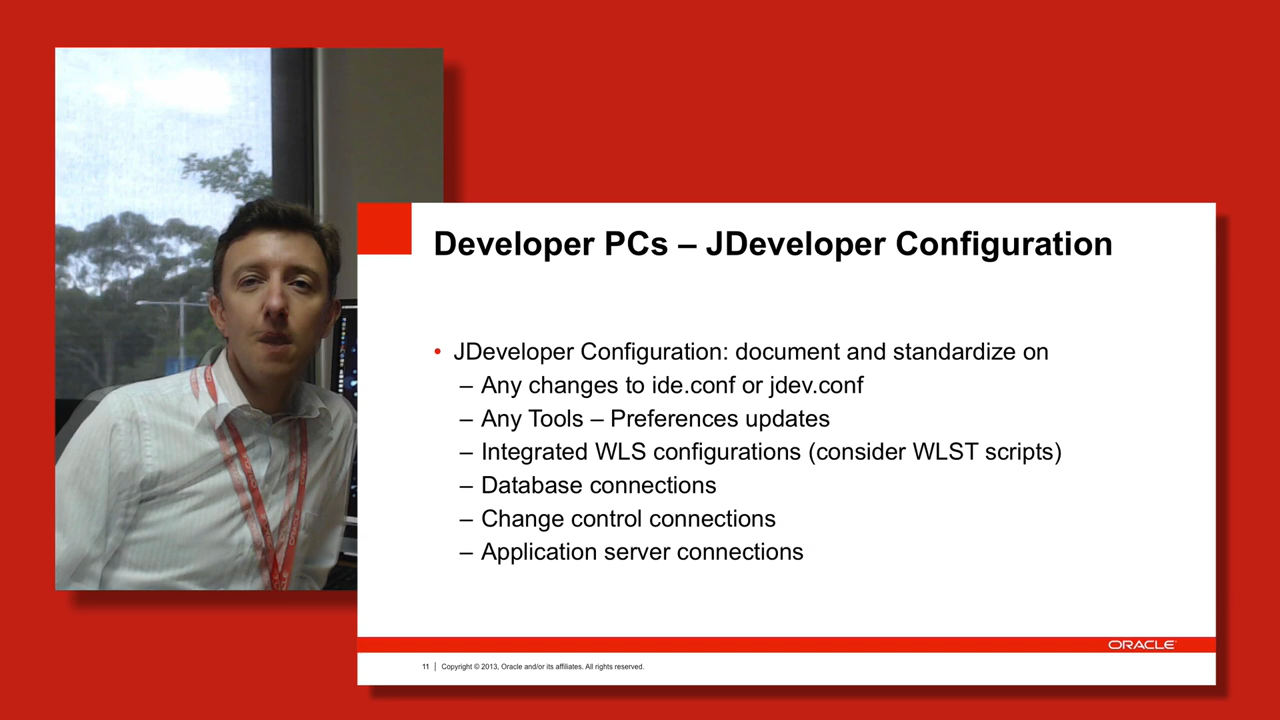 Developer PCs – JDeveloper Configuration
• JDeveloper Configuration: document and standardize on
– Any changes to ide.conf or jdev.conf
– Any Tools – Preferences updates
– Integrated WLS configurations (consider WLST scripts)
– Database connections
– Change control connections
– Application server connections
ORACLE
11 | Copyright © 2013, Oracle and/or its affiliates. All rights reserved.
ORACLE